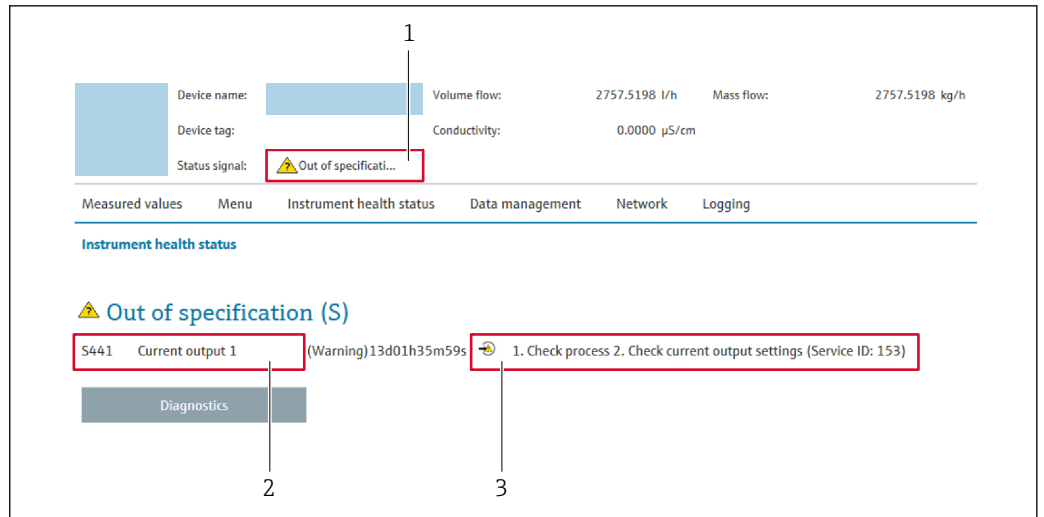 1
Device name: Volume flow: 2757.5198 l/h Mass flow: 2757.5198 kg/h
Device tag: Conductivity: 0.0000 µS/cm
Status signal: Out of specificati...
Measured values Menu Instrument health status Data management Network Logging
Instrument health status
Out of specification (S)
S441 Current output 1 (Warning)13d01h35m59s 1. Check process 2. Check current output settings (Service ID: 153)
Diagnostics
2 3